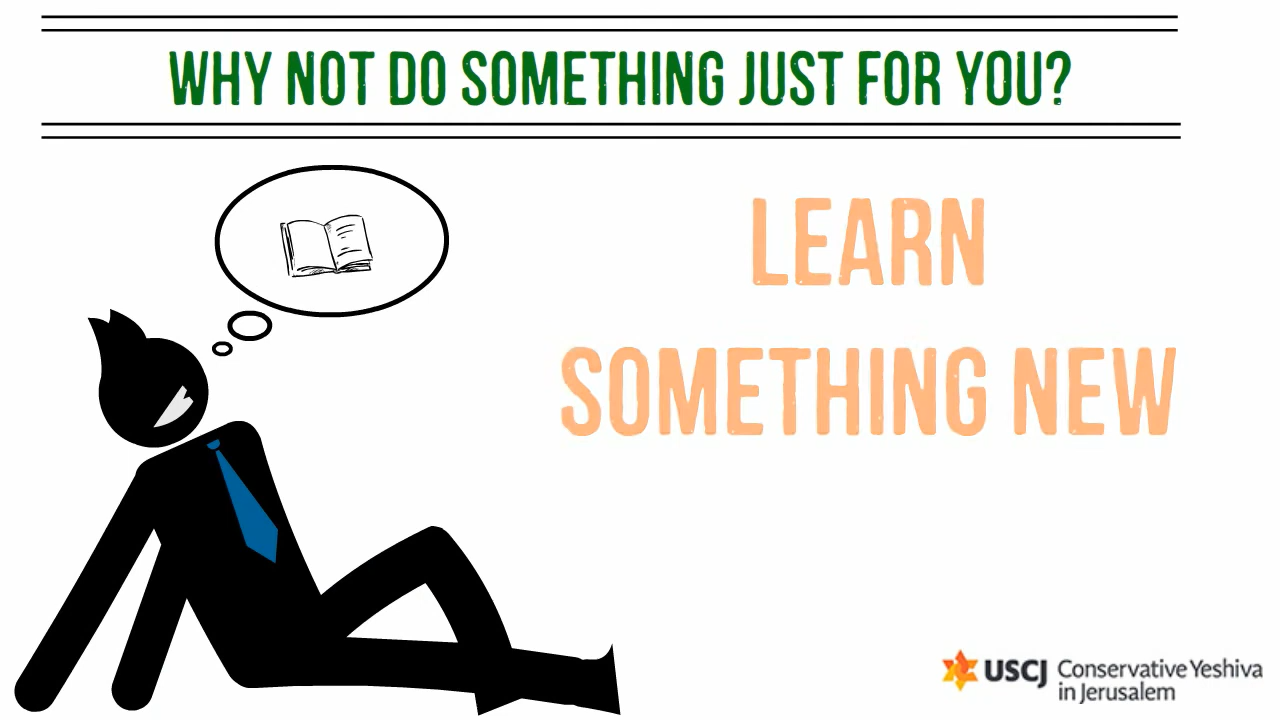 WHY NOT DO SOMETHING JUST FOR YOU?
LEARN
SOMETHING NEW
USCJ Conservative Yeshiva
in Jerusalem